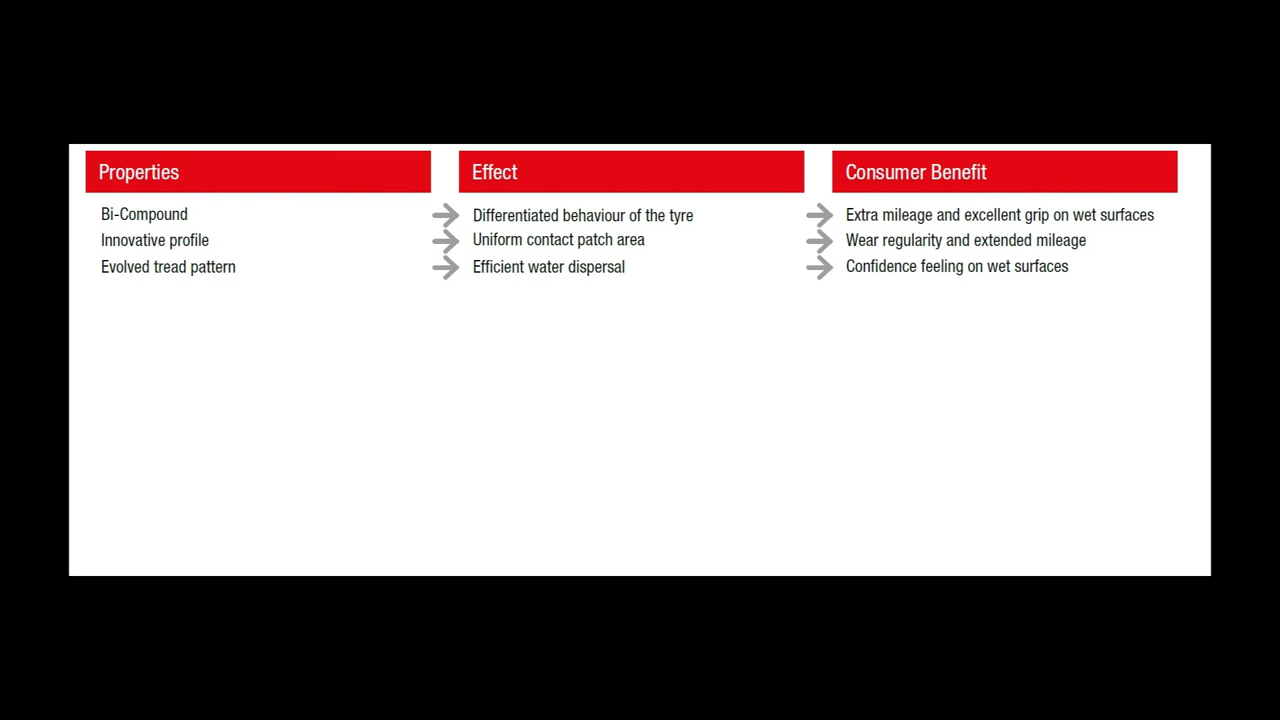 Properties Effect Consumer Benefit
Bi-Compound Differentiated behaviour of the tyre Extra mileage and excellent grip on wet surfaces
Innovative profile Uniform contact patch area Wear regularity and extended mileage
Evolved tread pattern Efficient water dispersal Confidence feeling on wet surfaces